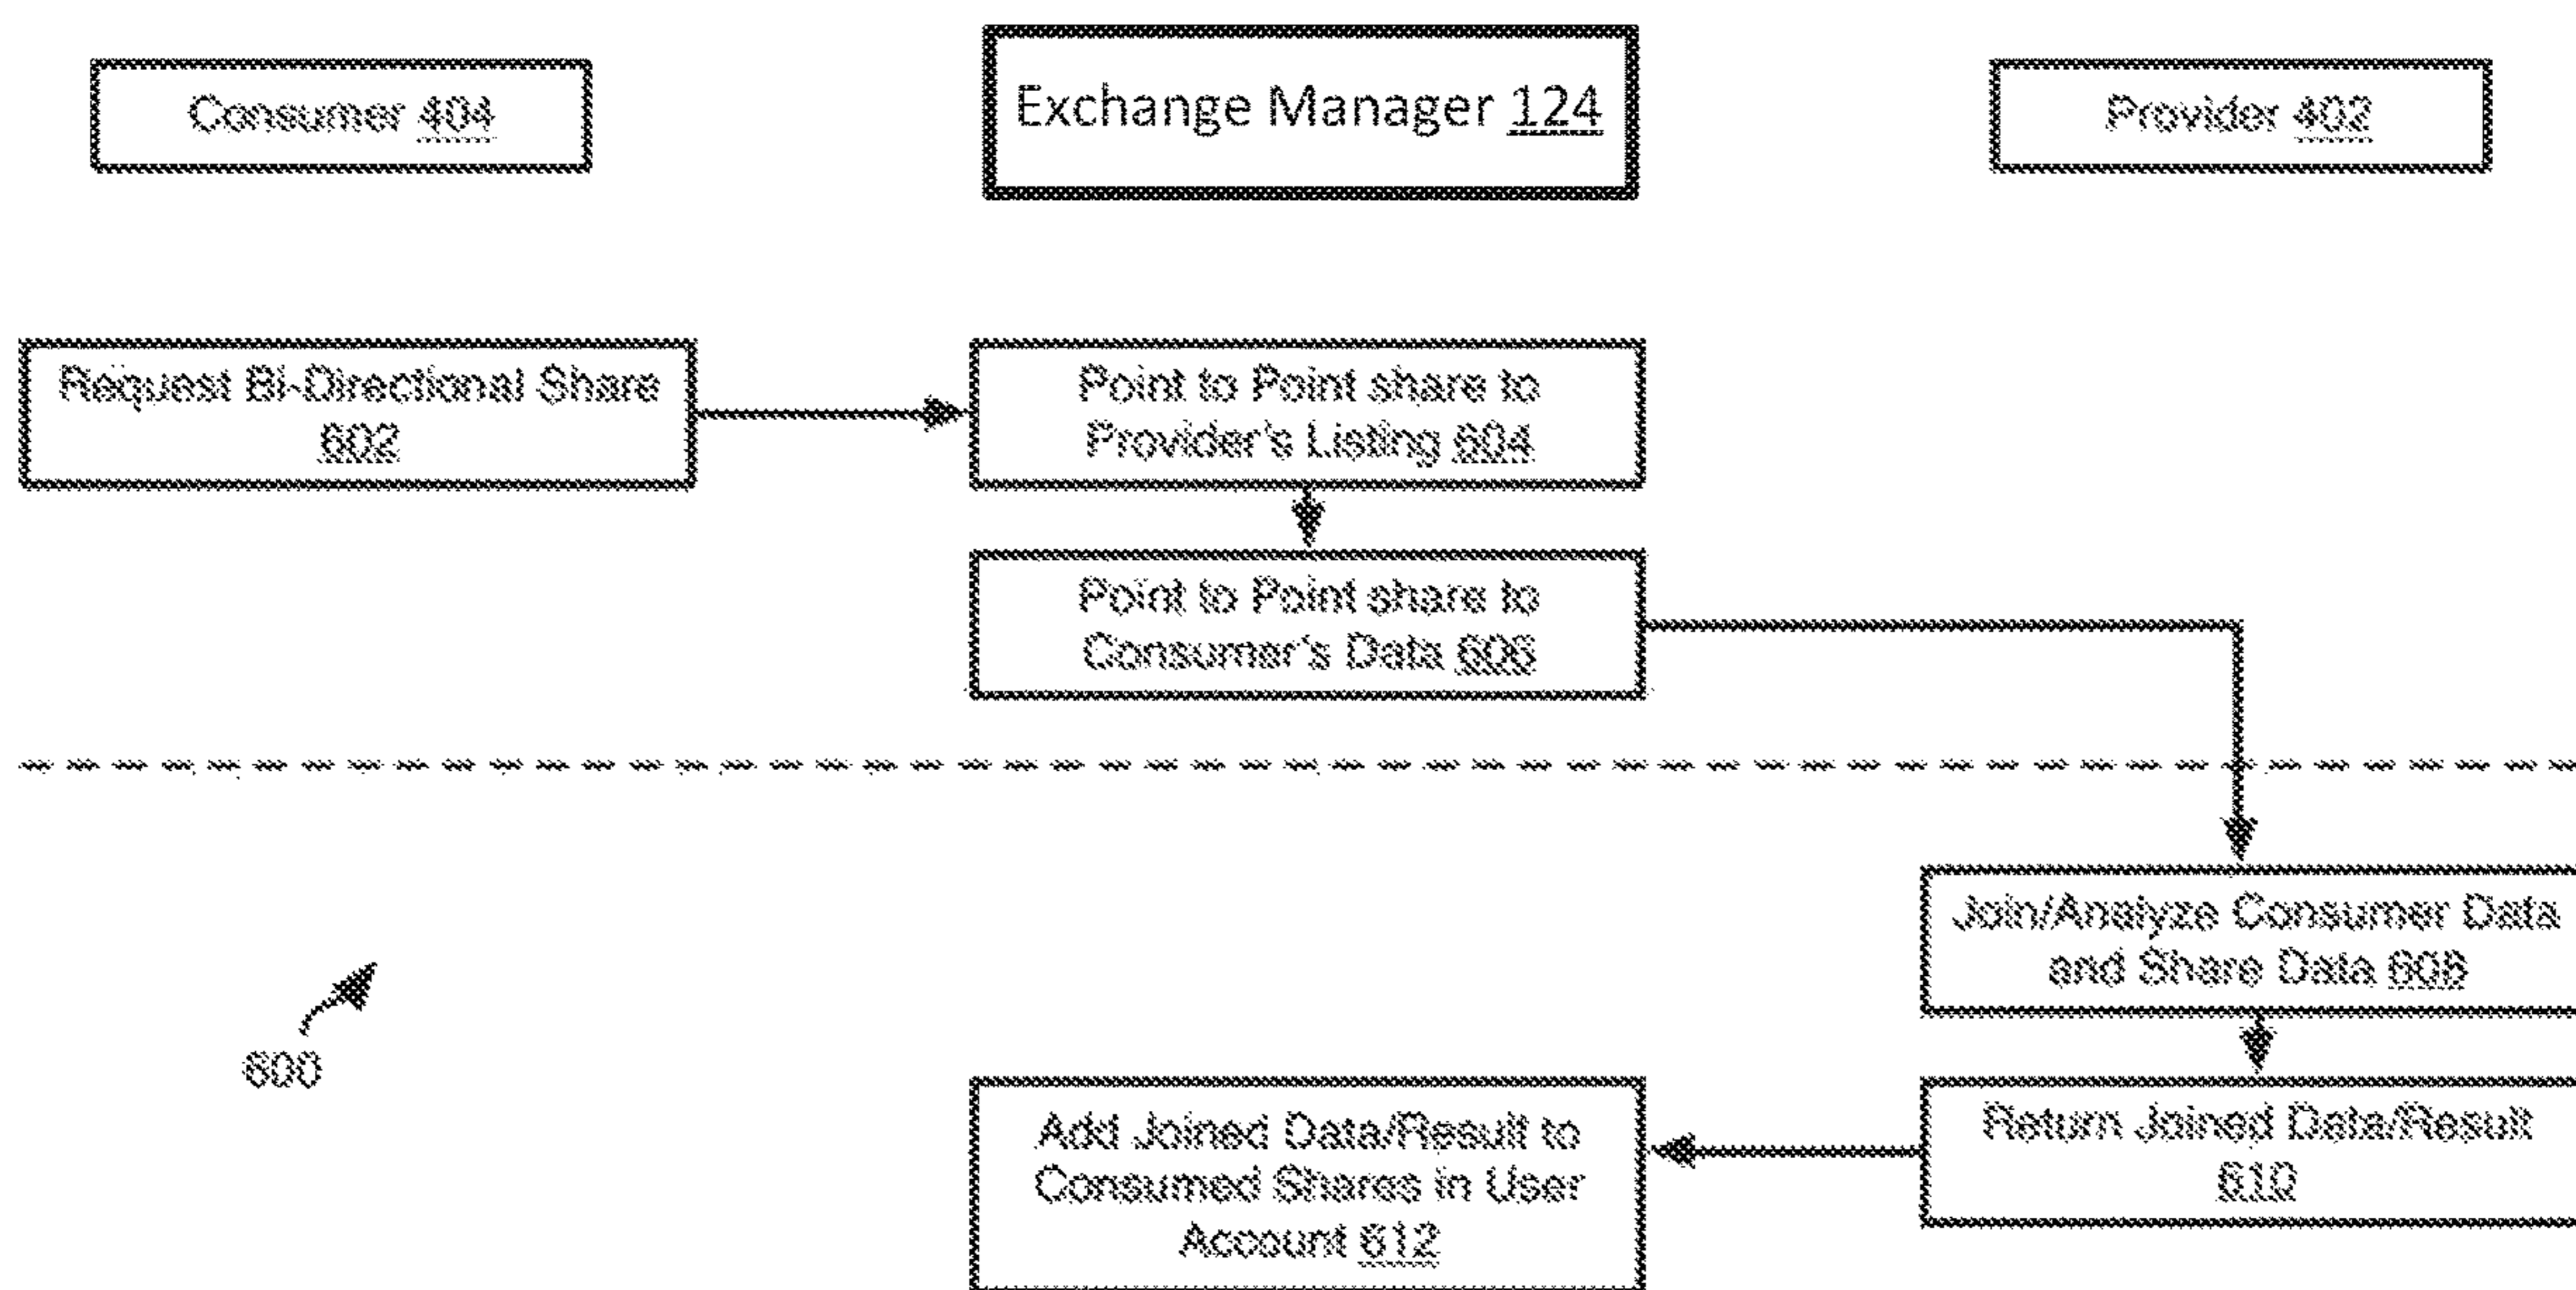 Consumer 404
Exchange Manager 124
Provider 402
Request Bi-Directional Share
602
Point to Point share to
Provider's Listing 604
Point to Point share to
Consumer's Data 606
Join/Analyze Consumer Data
and Share Data 608
600
Return Joined Data/Result
610
Add Joined Data/Result to
Consumed Shares in User
Account 612